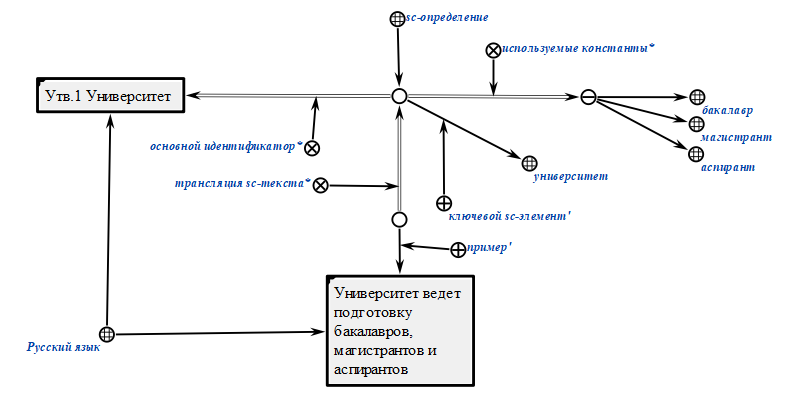 sc-определение
используемые константы*
Утв.1 Университет
бакалавр
магистрант
аспирант
основной идентификатор*
университет
трансляция sc-текста*
ключевой sc-элемент'
пример'
Университет ведет
подготовку
бакалавров,
магистрантов и
аспирантов
Русский язык